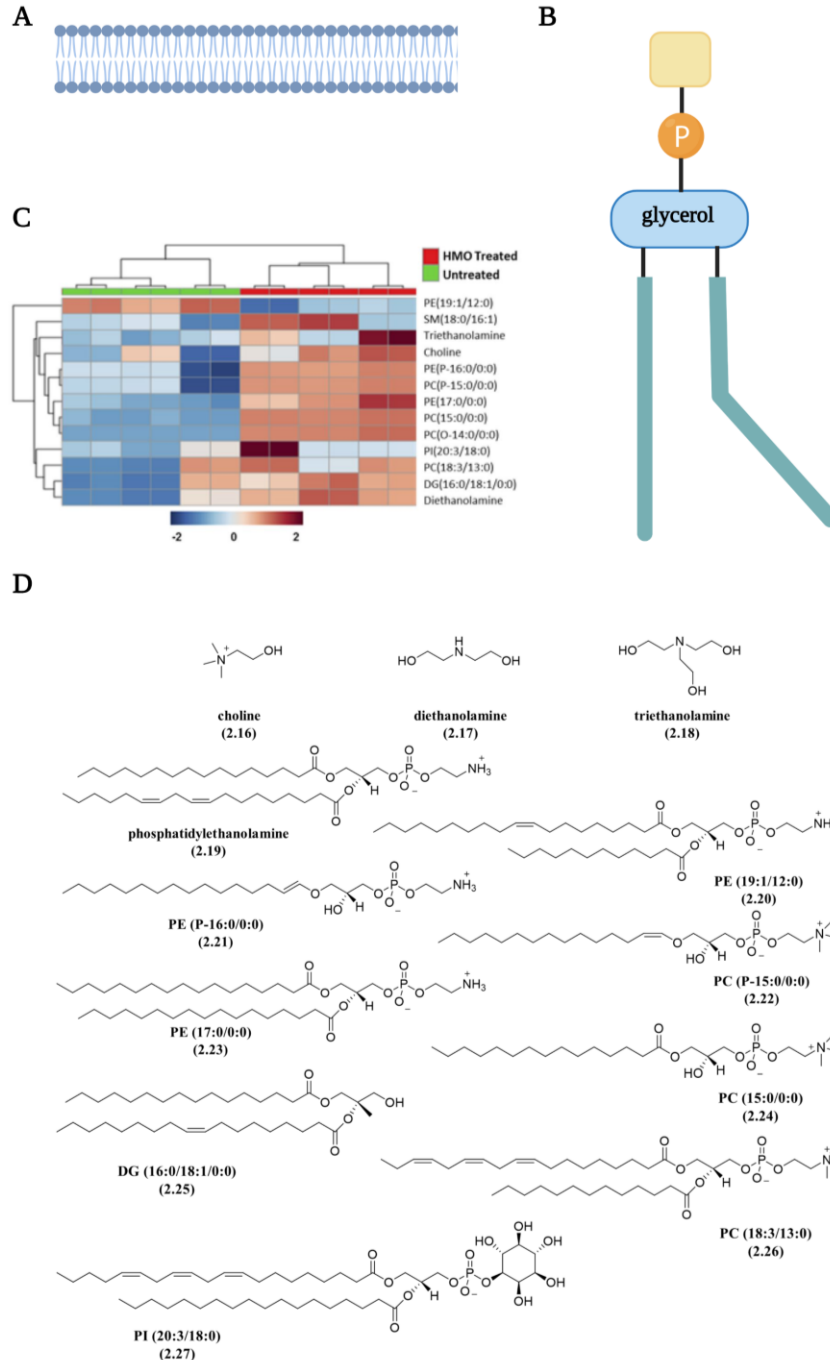 A
B
P
glycerol
C
HMO Treated
Untreated
PE(19:1/12:0)
SM(18:0/16:1)
Triethanolamine
Choline
PE(P-16:0/0:0)
PC(P-15:0/0:0)
PE(17:0/0:0)
PC(15:0/0:0)
PC(O-14:0/0:0)
PI(20:3/18:0)
PC(18:3/13:0)
DG(16:0/18:1/0:0)
Diethanolamine
-2 0 2
D
choline
(2.16)
diethanolamine
(2.17)
triethanolamine
(2.18)
phosphatidylethanolamine
(2.19)
PE (19:1/12:0)
(2.20)
PE (P-16:0/0:0)
(2.21)
PC (P-15:0/0:0)
(2.22)
PE (17:0/0:0)
(2.23)
PC (15:0/0:0)
(2.24)
DG (16:0/18:1/0:0)
(2.25)
PC (18:3/13:0)
(2.26)
PI (20:3/18:0)
(2.27)